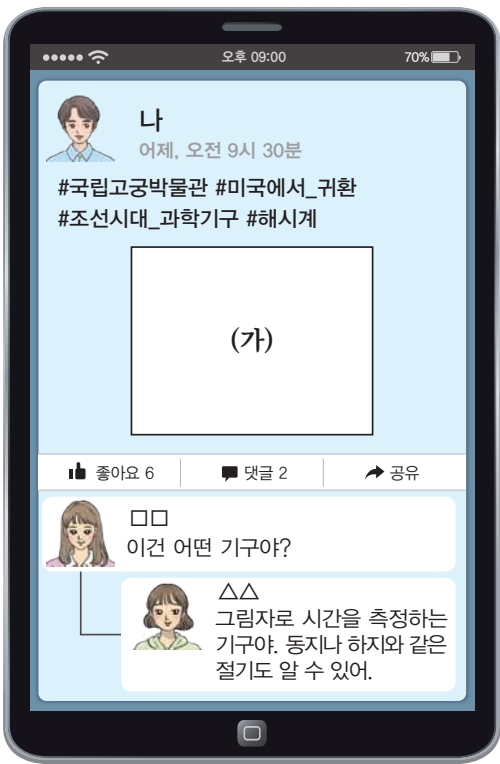 오후 09:00
70%
나
어제, 오전 9시 30분
#국립고궁박물관 #미국에서_귀환
#조선시대_과학기구 #해시계
(가)
좋아요 6
댓글 2
공유
□□
이건 어떤 기구야?
△△
그림자로 시간을 측정하는
기구야. 동지나 하지와 같은
절기도 알 수 있어.